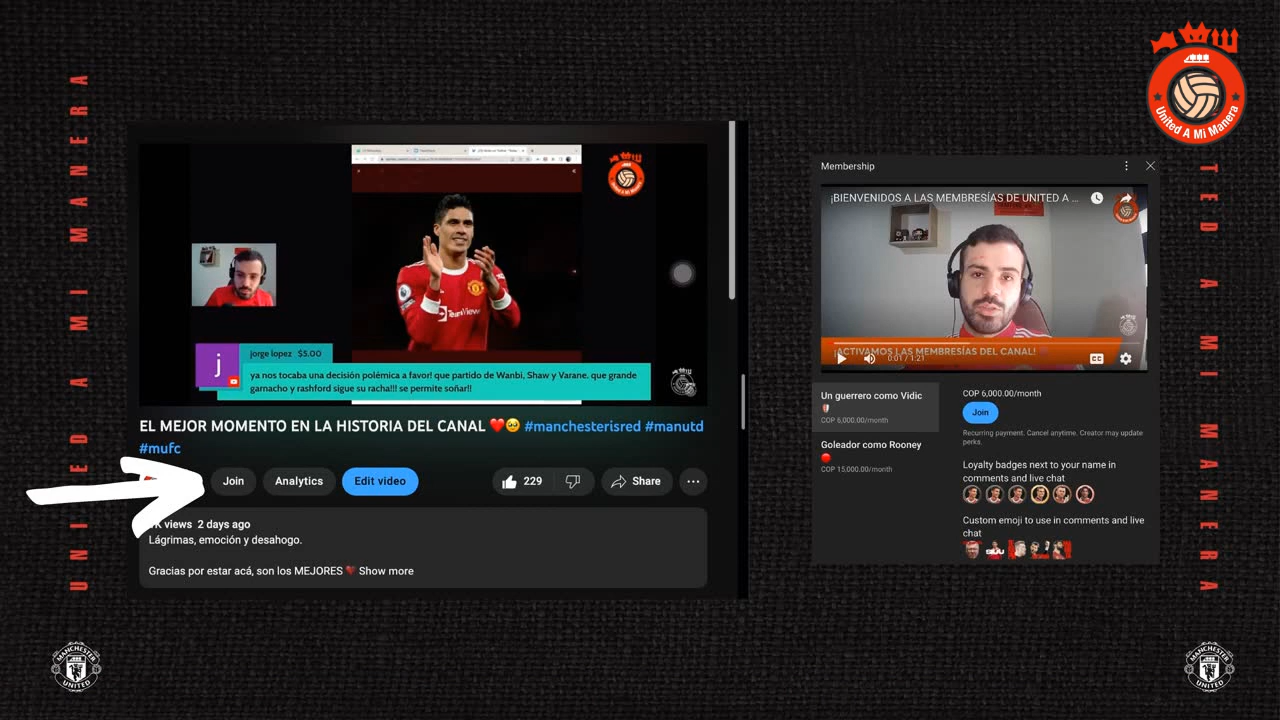 UNITED A MI MANERA
United A Mi Manera
jorge lopez $5.00
j
ya nos tocaba una decisión polémica a favor! que partido de Wanbi, Shaw y Varane. que grande
garnacho y rashford sigue su racha!!! se permite soñar!!
TeamViewer
EL MEJOR MOMENTO EN LA HISTORIA DEL CANAL ❤️🥹 #manchesterisred #manutd
#mufc
Join
Analytics
Edit video
229
Share
K views 2 days ago
Lágrimas, emoción y desahogo.
Gracias por estar acá, son los MEJORES ❤️ Show more
Membership
¡BIENVENIDOS A LAS MEMBRESÍAS DE UNITED A ...
¡ACTIVAMOS LAS MEMBRESÍAS DEL CANAL!
0:01 / 1:21
CC
Un guerrero como Vidic
COP 6,000.00/month
Goleador como Rooney
🔴
COP 15,000.00/month
COP 6,000.00/month
Join
Recurring payment. Cancel anytime. Creator may update
perks.
Loyalty badges next to your name in
comments and live chat
Custom emoji to use in comments and live
chat
TED A MI MANERA
MANCHESTER
UNITED
MANCHESTER
UNITED